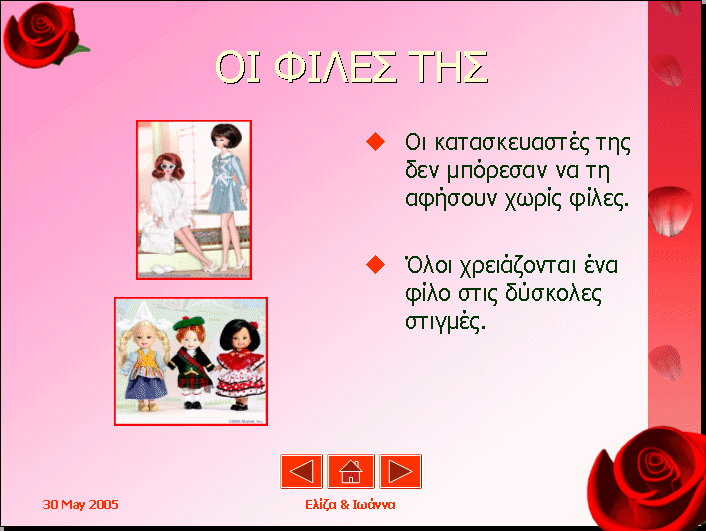 ΟΙ ΦΙΛΕΣ ΤΗΣ
Οι κατασκευαστές της
δεν μπόρεσαν να τη
αφήσουν χωρίς φίλες.
Όλοι χρειάζονται ένα
φίλο στις δύσκολες
στιγμές.
30 May 2005
Ελίζα & Ιωάννα